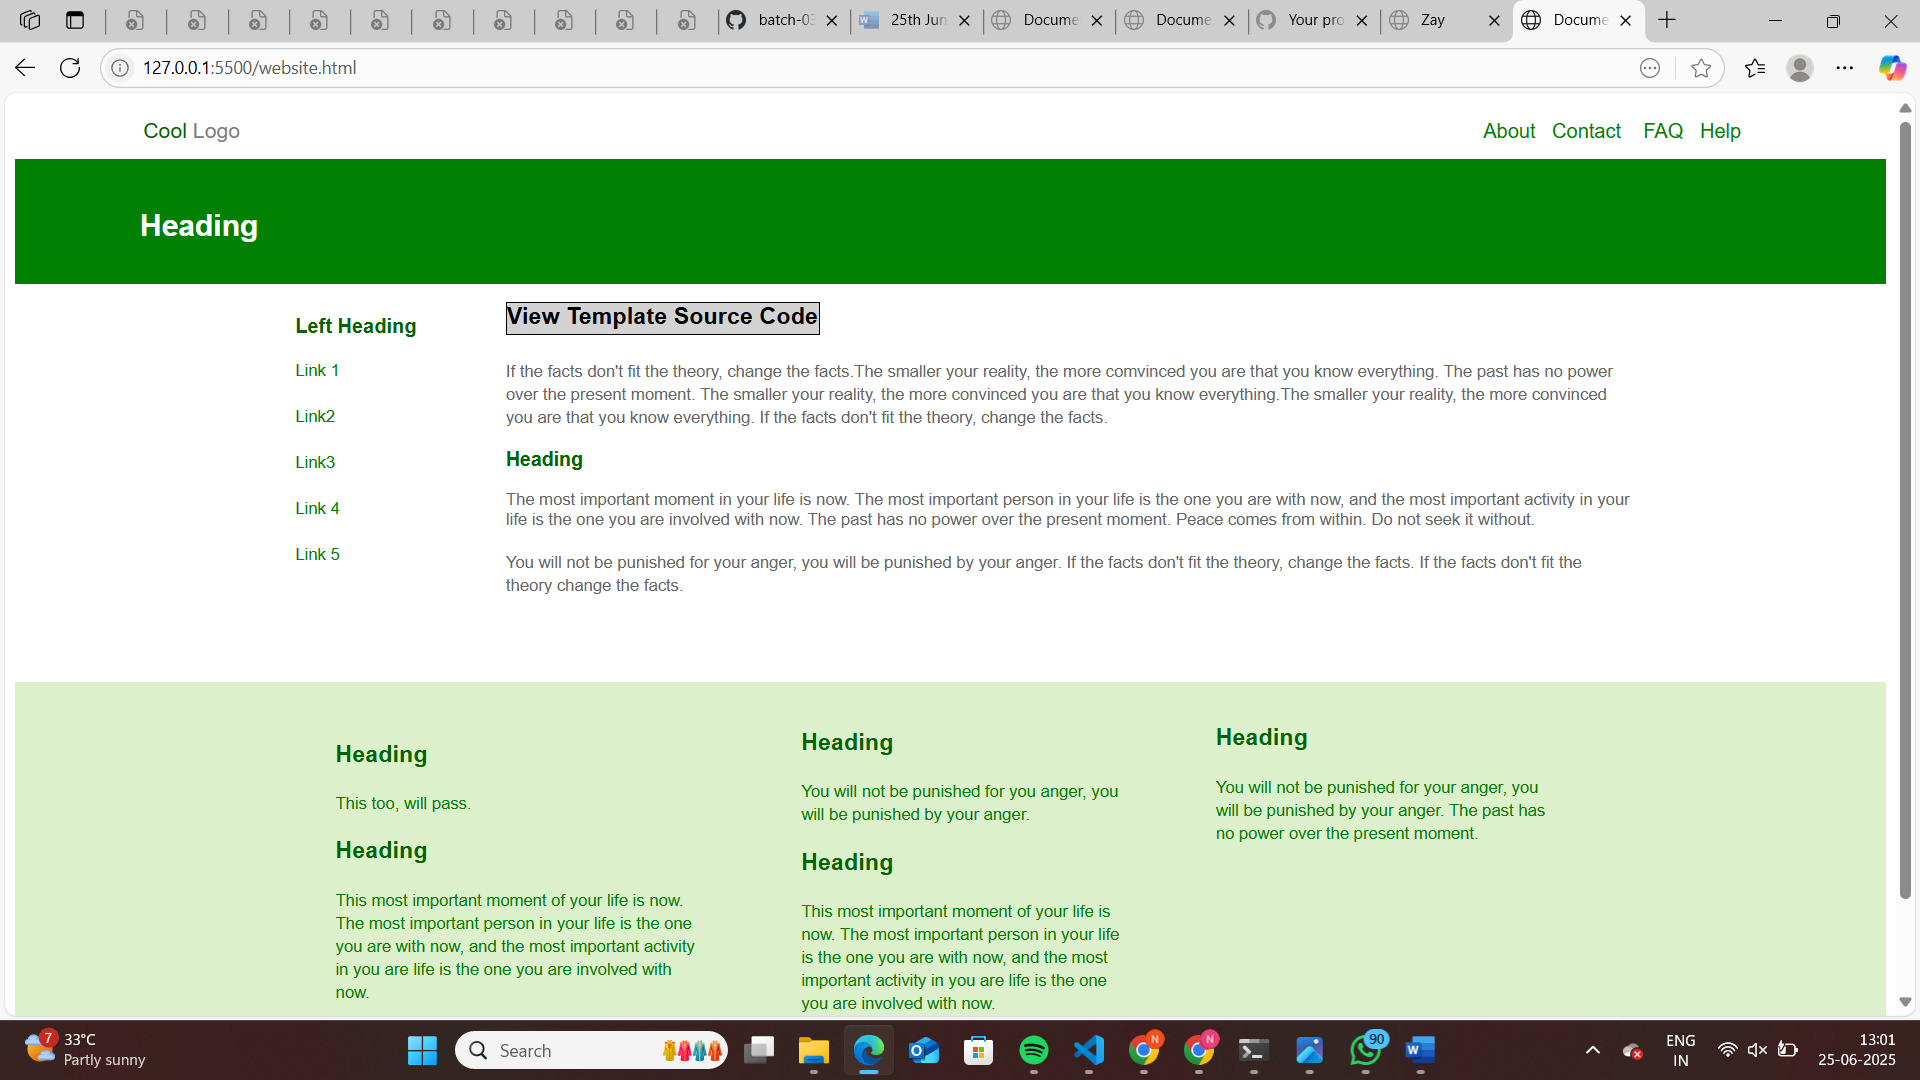 batch-03
25th Jun
Docume
Docume
Your pro
Zay
Docume
127.0.0.1:5500/website.html
Cool Logo
About Contact FAQ Help
Heading
Left Heading
Link 1
Link2
Link3
Link 4
Link 5
View Template Source Code
If the facts don't fit the theory, change the facts.The smaller your reality, the more comvinced you are that you know everything. The past has no power
over the present moment. The smaller your reality, the more convinced you are that you know everything.The smaller your reality, the more convinced
you are that you know everything. If the facts don't fit the theory, change the facts.
Heading
The most important moment in your life is now. The most important person in your life is the one you are with now, and the most important activity in your
life is the one you are involved with now. The past has no power over the present moment. Peace comes from within. Do not seek it without.
You will not be punished for your anger, you will be punished by your anger. If the facts don't fit the theory, change the facts. If the facts don't fit the
theory change the facts.
Heading
This too, will pass.
Heading
This most important moment of your life is now.
The most important person in your life is the one
you are with now, and the most important activity
in you are life is the one you are involved with
now.
Heading
You will not be punished for you anger, you
will be punished by your anger.
Heading
This most important moment of your life is
now. The most important person in your life
is the one you are with now, and the most
important activity in you are life is the one
you are involved with now.
Heading
You will not be punished for your anger, you
will be punished by your anger. The past has
no power over the present moment.
7
33°C
Partly sunny
Search
N
N
90
ENG
IN
13:01
25-06-2025